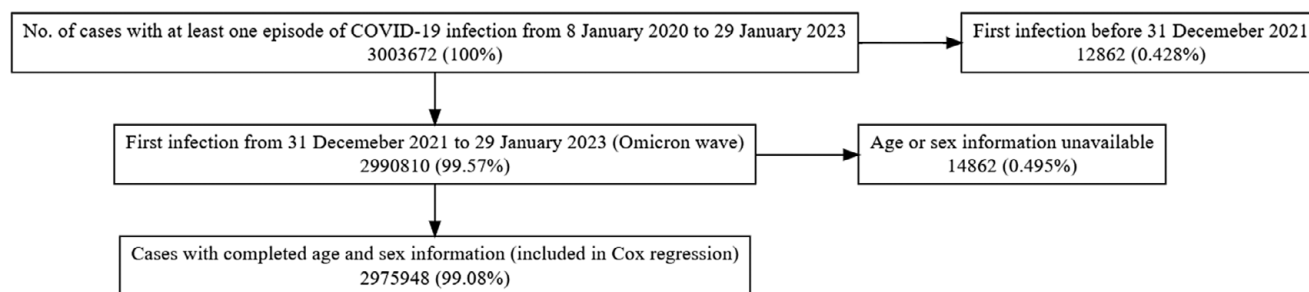 No. of cases with at least one episode of COVID-19 infection from 8 January 2020 to 29 January 2023
3003672 (100%)
First infection before 31 Decemeber 2021
12862 (0.428%)
First infection from 31 Decemeber 2021 to 29 January 2023 (Omicron wave)
2990810 (99.57%)
Age or sex information unavailable
14862 (0.495%)
Cases with completed age and sex information (included in Cox regression)
2975948 (99.08%)